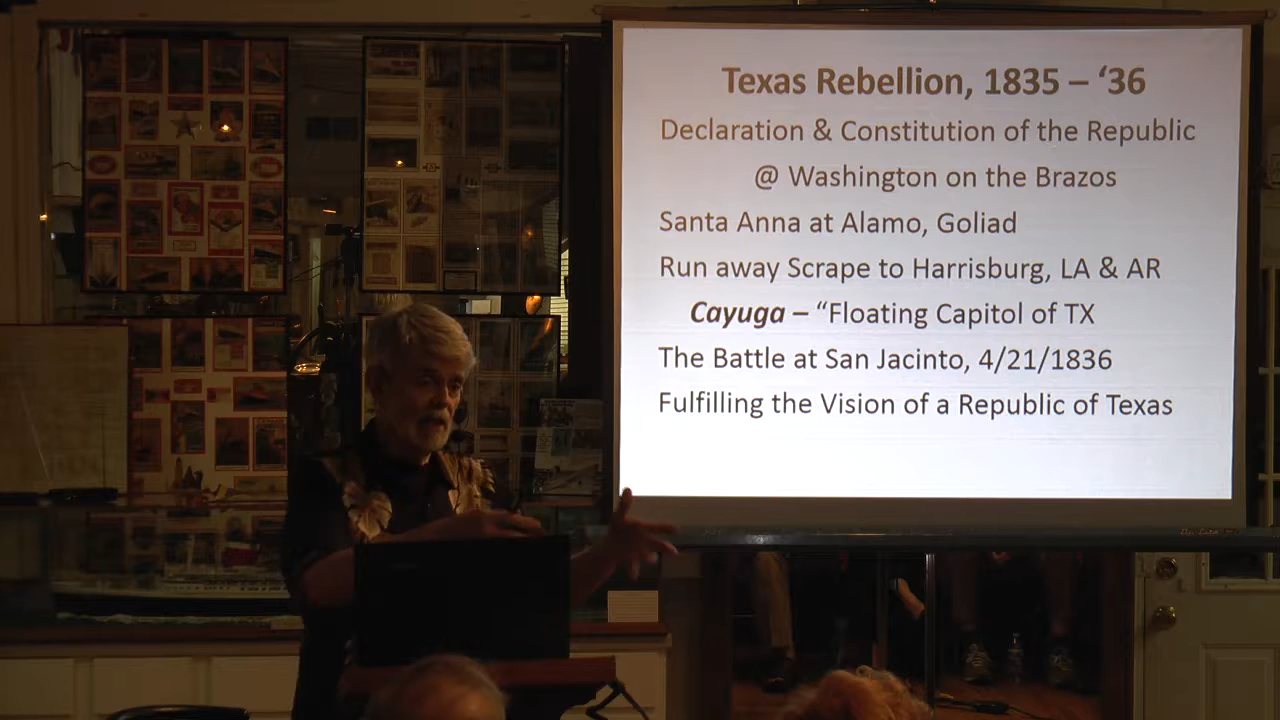 Texas Rebellion, 1835 – ‘36
Declaration & Constitution of the Republic
@ Washington on the Brazos
Santa Anna at Alamo, Goliad
Run away Scrape to Harrisburg, LA & AR
Cayuga – “Floating Capitol of TX
The Battle at San Jacinto, 4/21/1836
Fulfilling the Vision of a Republic of Texas